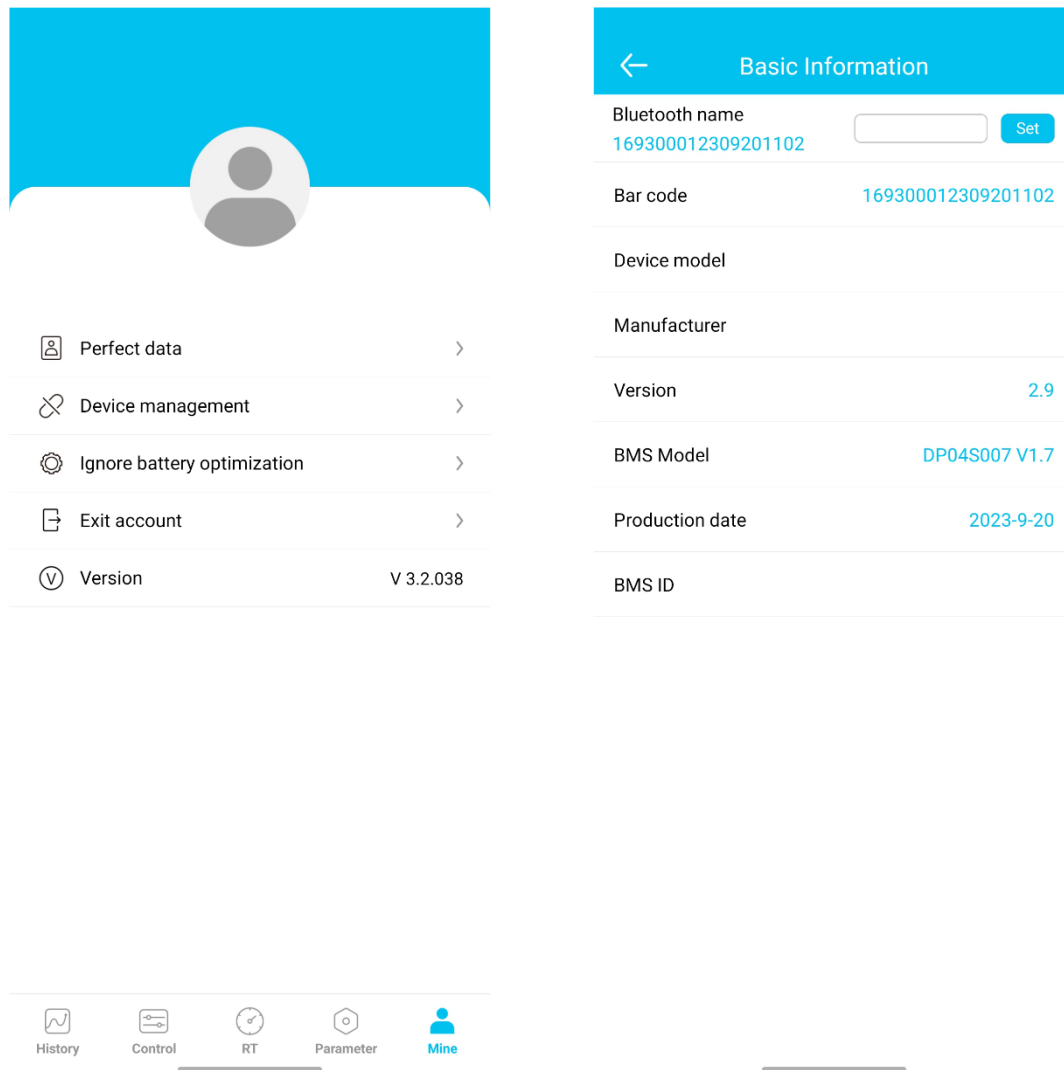 Perfect data
Device management
Ignore battery optimization
Exit account
V Version V 3.2.038
History Control RT Parameter Mine
Basic Information
Bluetooth name
169300012309201102
Set
Bar code 169300012309201102
Device model
Manufacturer
Version 2.9
BMS Model DP04S007 V1.7
Production date 2023-9-20
BMS ID